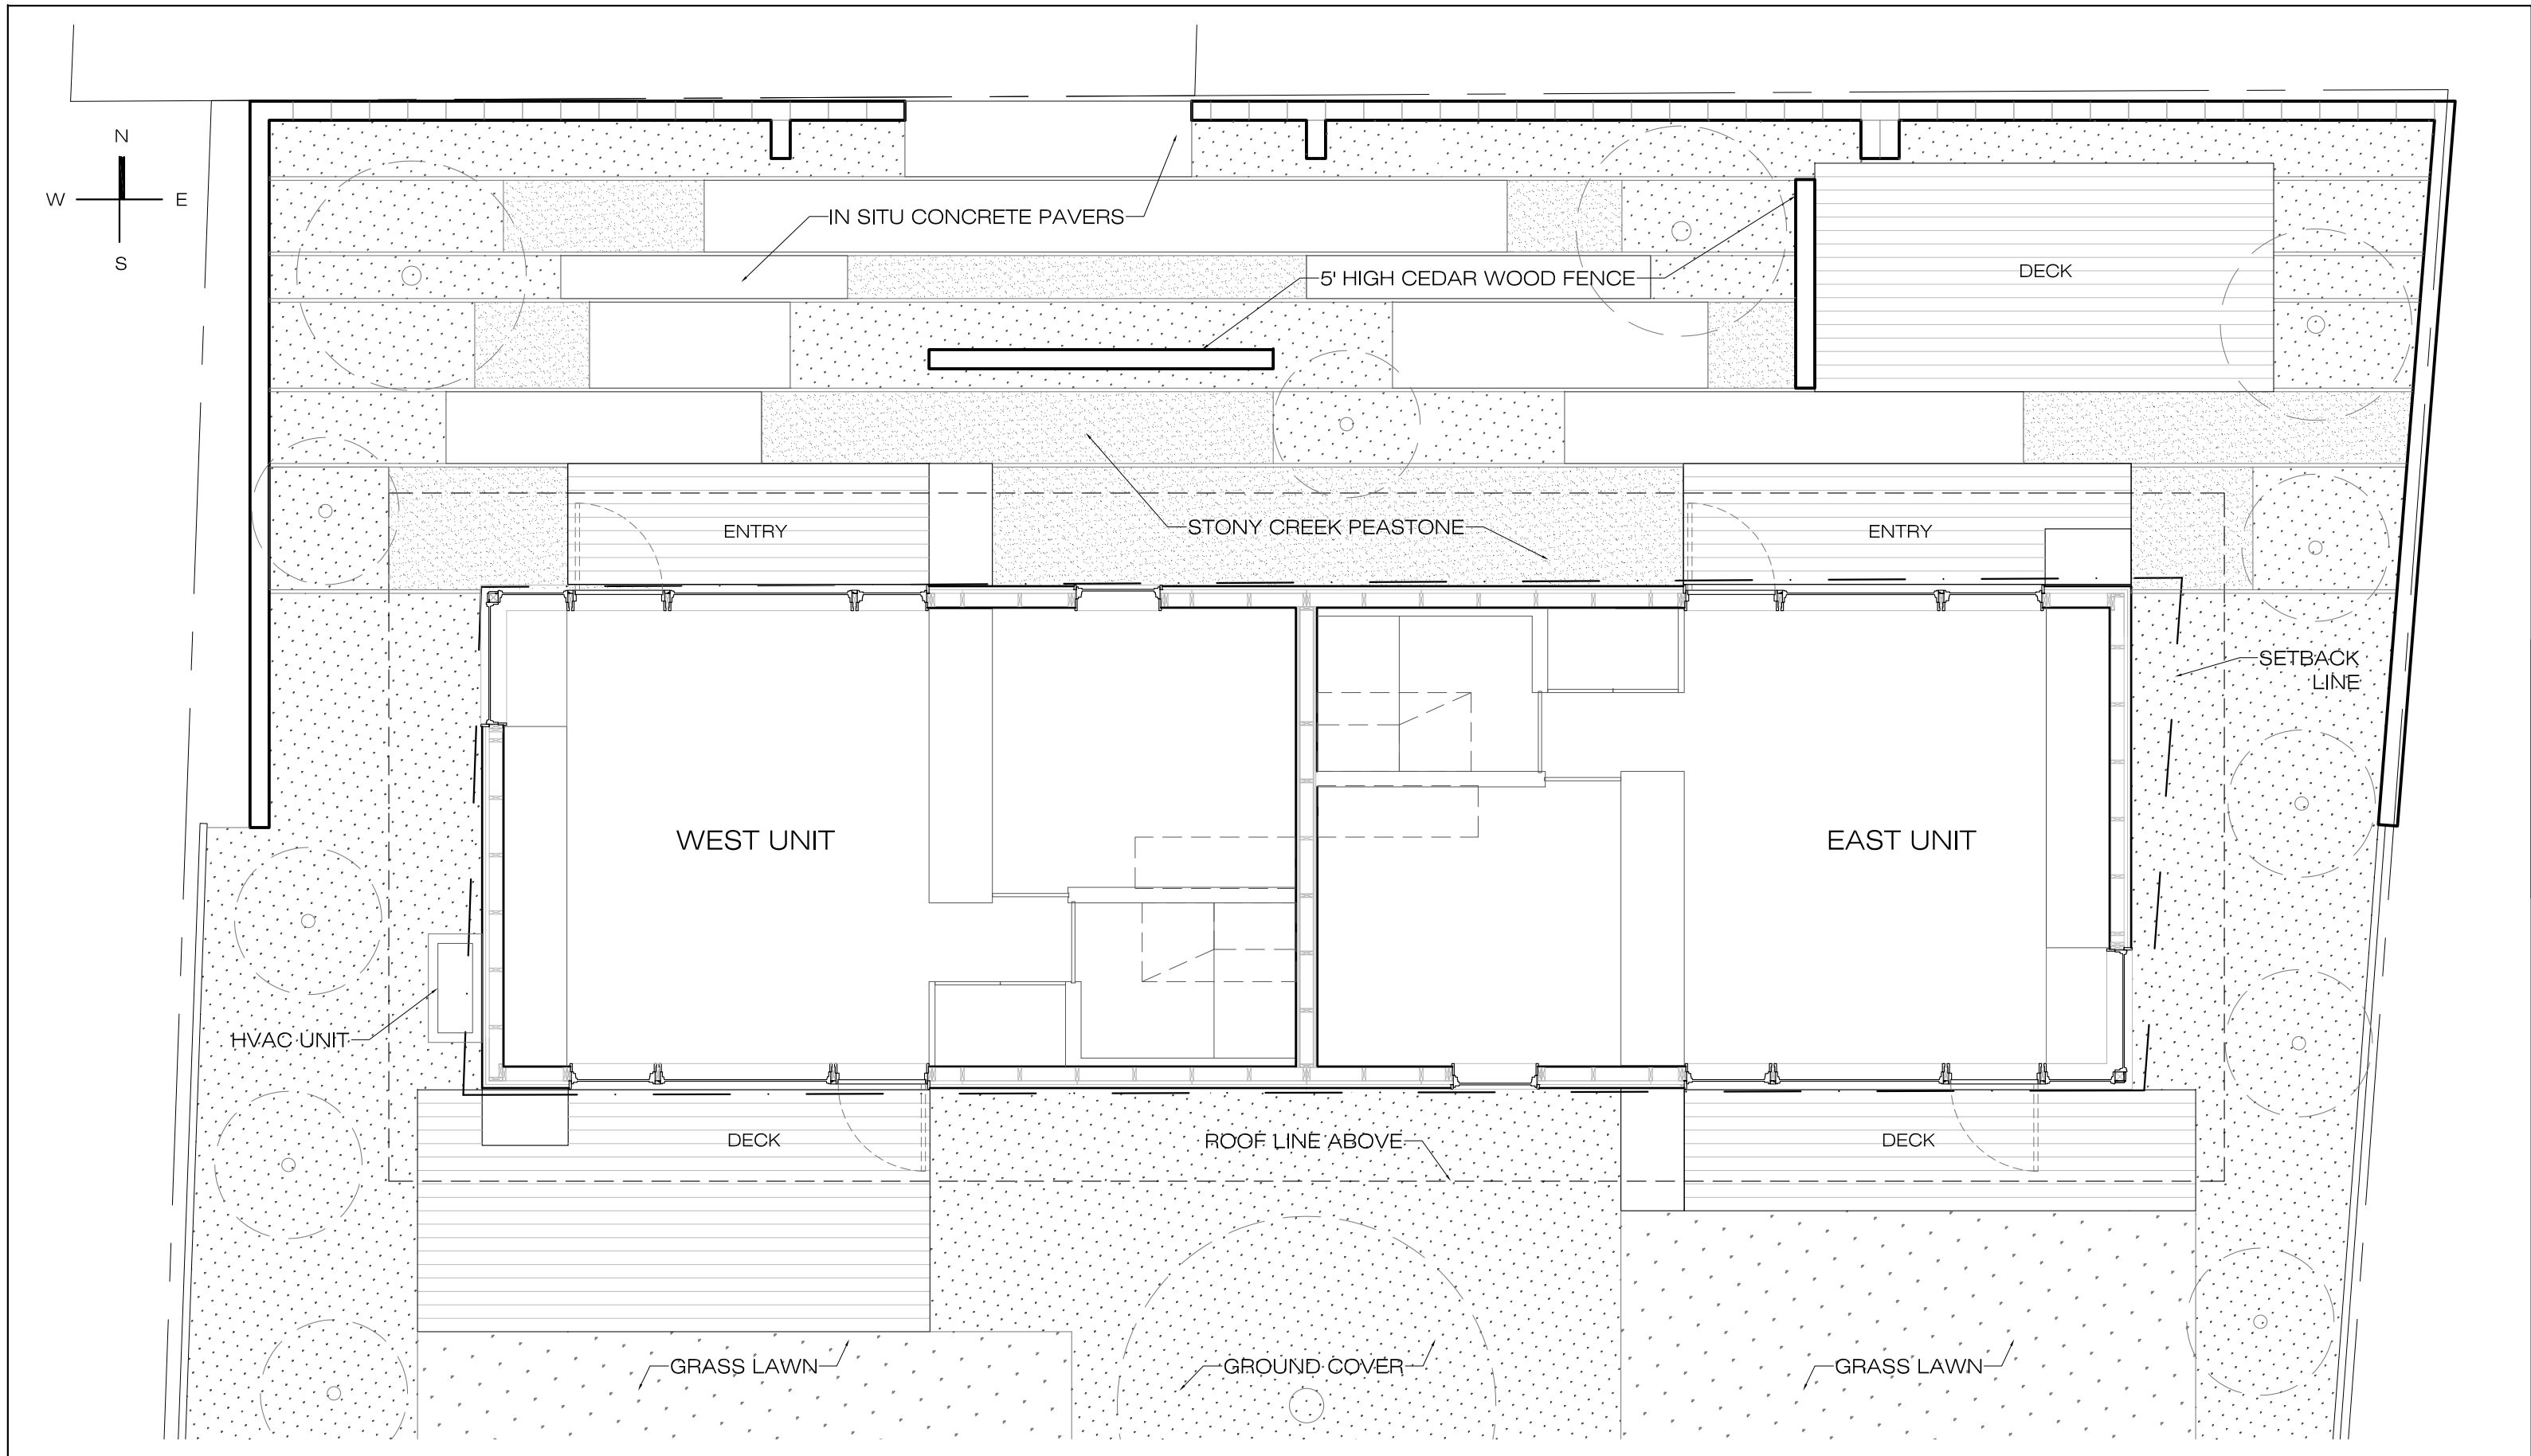 N
W E
S
IN SITU CONCRETE PAVERS
5' HIGH CEDAR WOOD FENCE
DECK
ENTRY
STONY CREEK PEASTONE
ENTRY
SETBACK
LINE
WEST UNIT
EAST UNIT
HVAC UNIT
DECK
ROOF LINE ABOVE
DECK
GRASS LAWN
GROUND COVER
GRASS LAWN